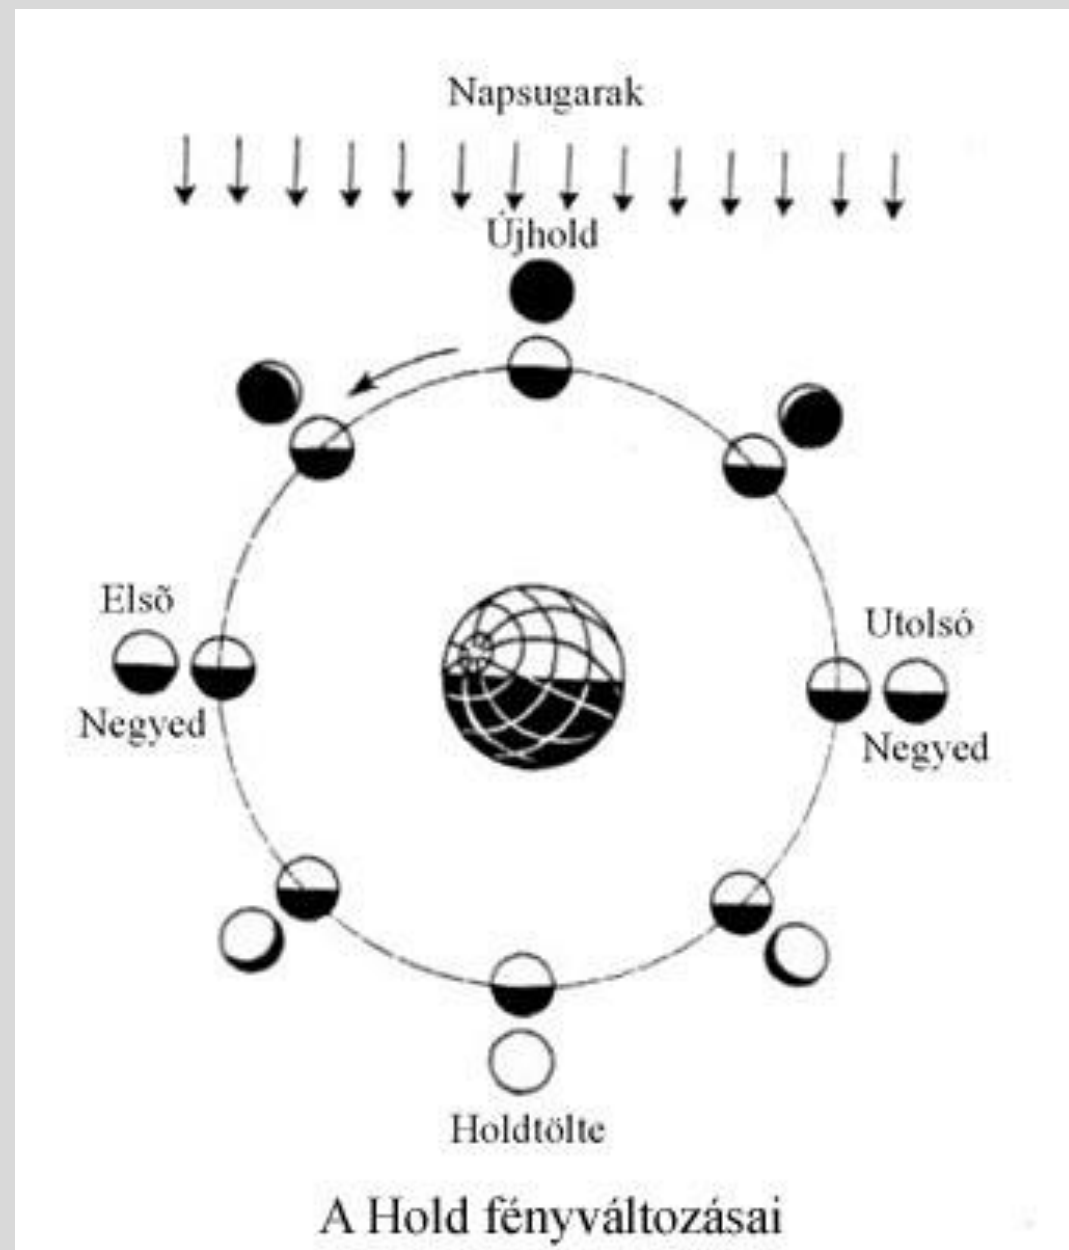 Napsugarak
Újhold
Elsõ
Negyed
Utolsó
Negyed
Holdtölte
A Hold fényváltozásai